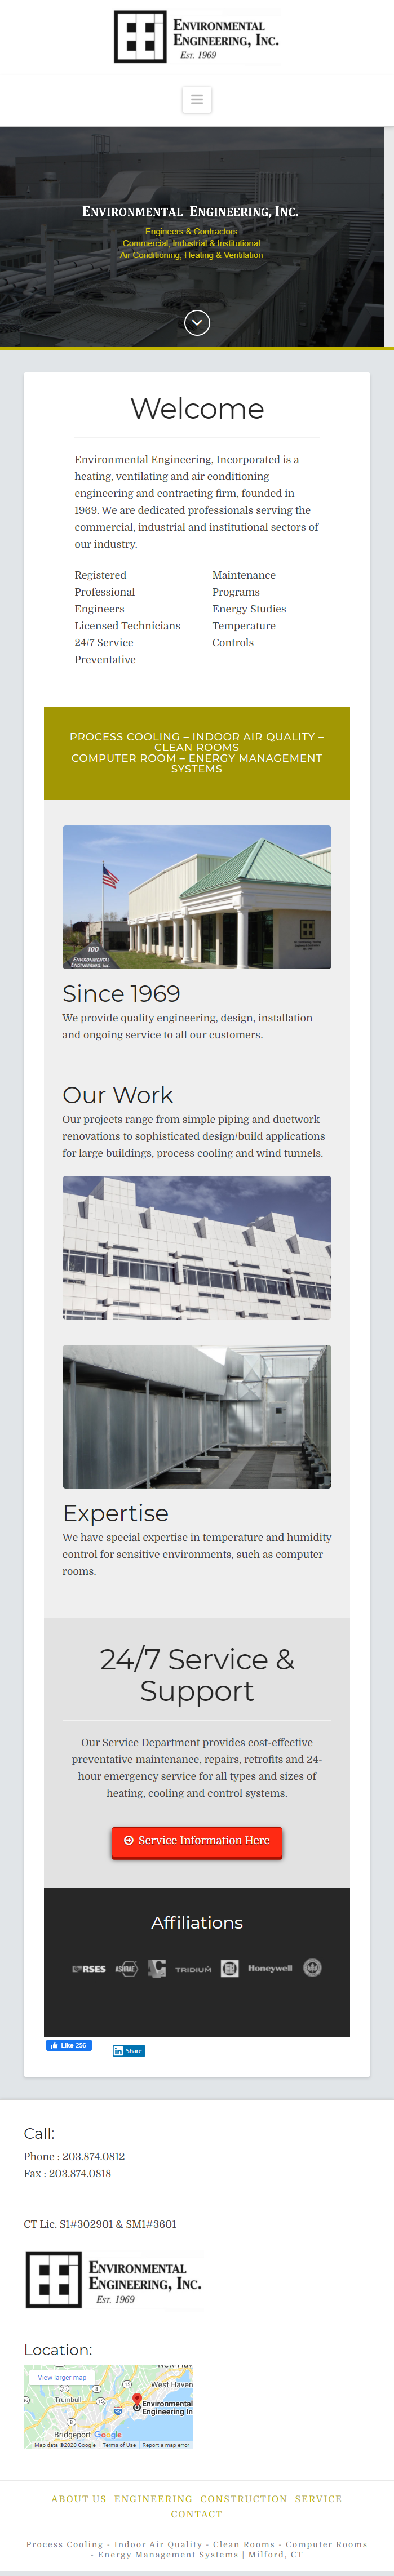 ENVIRONMENTAL
ENGINEERING, INC.
EST. 1969
ENVIRONMENTAL ENGINEERING, INC.
Engineers & Contractors
Commercial, Industrial & Institutional
Air Conditioning, Heating & Ventilation
Welcome
Environmental Engineering, Incorporated is a
heating, ventilating and air conditioning
engineering and contracting firm, founded in
1969. We are dedicated professionals serving the
commercial, industrial and institutional sectors of
our industry.
Registered
Professional
Engineers
Licensed Technicians
24/7 Service
Preventative
Maintenance
Programs
Energy Studies
Temperature
Controls
PROCESS COOLING – INDOOR AIR QUALITY –
CLEAN ROOMS
COMPUTER ROOM – ENERGY MANAGEMENT
SYSTEMS
100
ENVIRONMENTAL
ENGINEERING, INC.
Since 1969
We provide quality engineering, design, installation
and ongoing service to all our customers.
Our Work
Our projects range from simple piping and ductwork
renovations to sophisticated design/build applications
for large buildings, process cooling and wind tunnels.
Expertise
We have special expertise in temperature and humidity
control for sensitive environments, such as computer
rooms.
24/7 Service &
Support
Our Service Department provides cost-effective
preventative maintenance, repairs, retrofits and 24-
hour emergency service for all types and sizes of
heating, cooling and control systems.
Service Information Here
Affiliations
RSES ASHRAE TRIDIUM Honeywell
Like 256
Share
Call:
Phone : 203.874.0812
Fax : 203.874.0818
CT Lic. S1#302901 & SM1#3601
ENVIRONMENTAL
ENGINEERING, INC.
EST. 1969
Location:
View larger map
New Hav
West Haven
Trumbull
Environmental
Engineering In
Bridgeport
Google
Map data ©2020 Google Terms of Use Report a map error
ABOUT US ENGINEERING CONSTRUCTION SERVICE
CONTACT
Process Cooling - Indoor Air Quality - Clean Rooms - Computer Rooms
- Energy Management Systems | Milford, CT